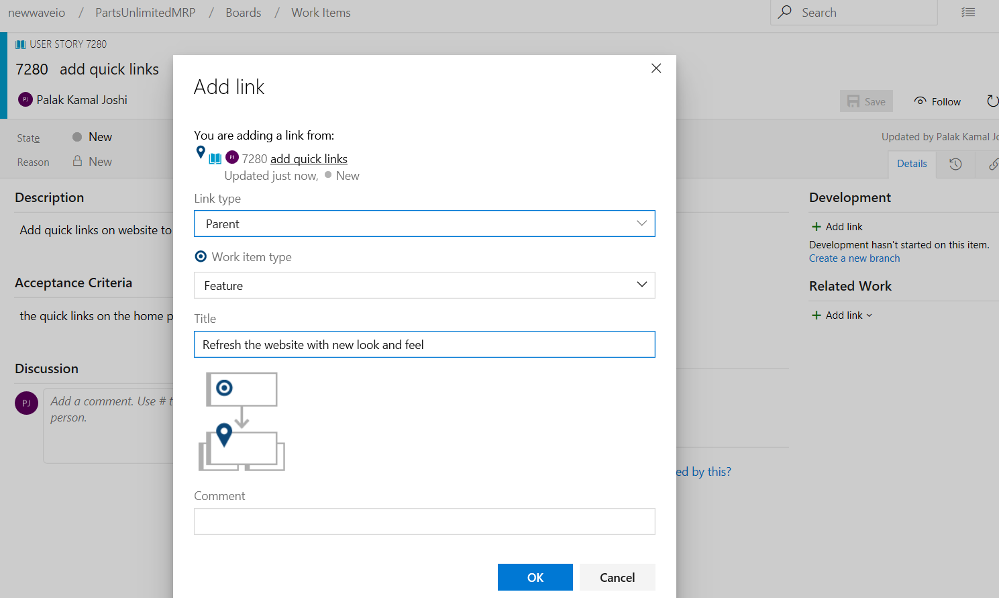 newwaveio / PartsUnlimitedMRP / Boards / Work Items
Search
USER STORY 7280
7280 add quick links
PJ Palak Kamal Joshi
Save
Follow
State
New
Reason
New
Updated by Palak Kamal
Details
Description
Add quick links on website to
Acceptance Criteria
the quick links on the home p
Discussion
PJ
Add a comment. Use # t
person.
Add link
You are adding a link from:
PJ 7280 add quick links
Updated just now, New
Link type
Parent
Work item type
Feature
Title
Refresh the website with new look and feel
Comment
OK
Cancel
ed by this?
Development
+ Add link
Development hasn't started on this item.
Create a new branch
Related Work
+ Add link